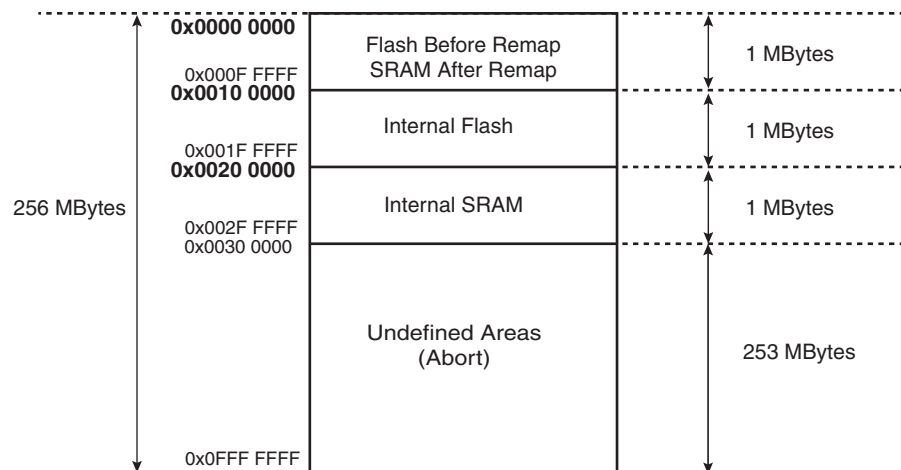 0x0000 0000
Flash Before Remap
SRAM After Remap
1 MBytes
0x000F FFFF
0x0010 0000
Internal Flash
1 MBytes
0x001F FFFF
0x0020 0000
256 MBytes
Internal SRAM
1 MBytes
0x002F FFFF
0x0030 0000
Undefined Areas
(Abort)
253 MBytes
0x0FFF FFFF